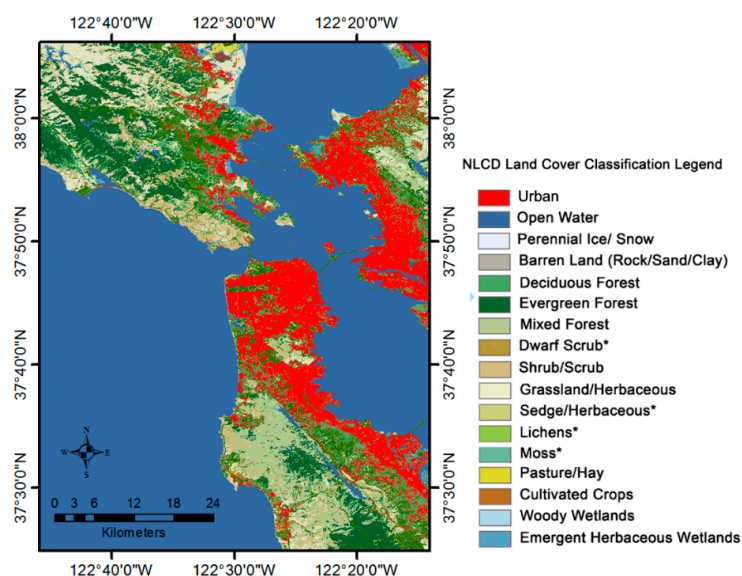 122°40'0"W 122°30'0"W 122°20'0"W
38°0'0"N
37°50'0"N
37°40'0"N
37°30'0"N
38°0'0"N
37°50'0"N
37°40'0"N
37°30'0"N
N
W E
S
0 3 6 12 18 24
Kilometers
122°40'0"W 122°30'0"W 122°20'0"W
NLCD Land Cover Classification Legend
Urban
Open Water
Perennial Ice/ Snow
Barren Land (Rock/Sand/Clay)
Deciduous Forest
Evergreen Forest
Mixed Forest
Dwarf Scrub*
Shrub/Scrub
Grassland/Herbaceous
Sedge/Herbaceous*
Lichens*
Moss*
Pasture/Hay
Cultivated Crops
Woody Wetlands
Emergent Herbaceous Wetlands